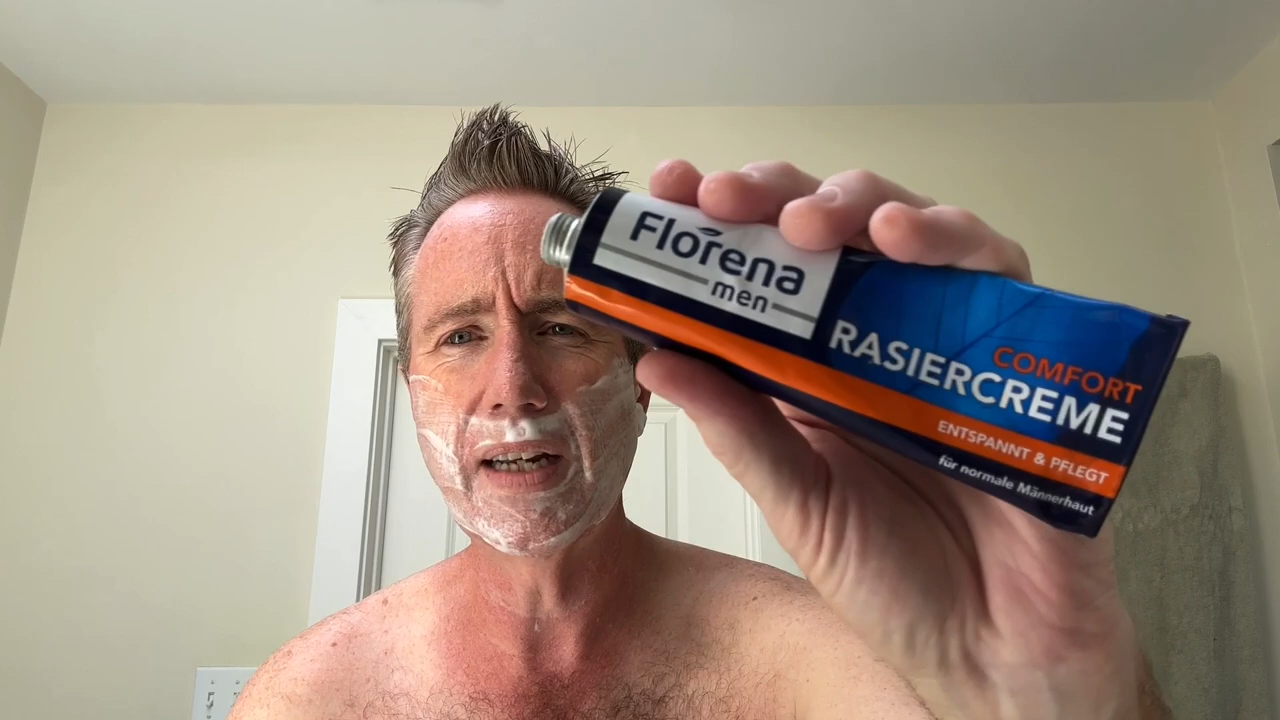 Florena
men
COMFORT
RASIERCREME
ENTSPANNT & PFLEGT
für normale Männerhaut